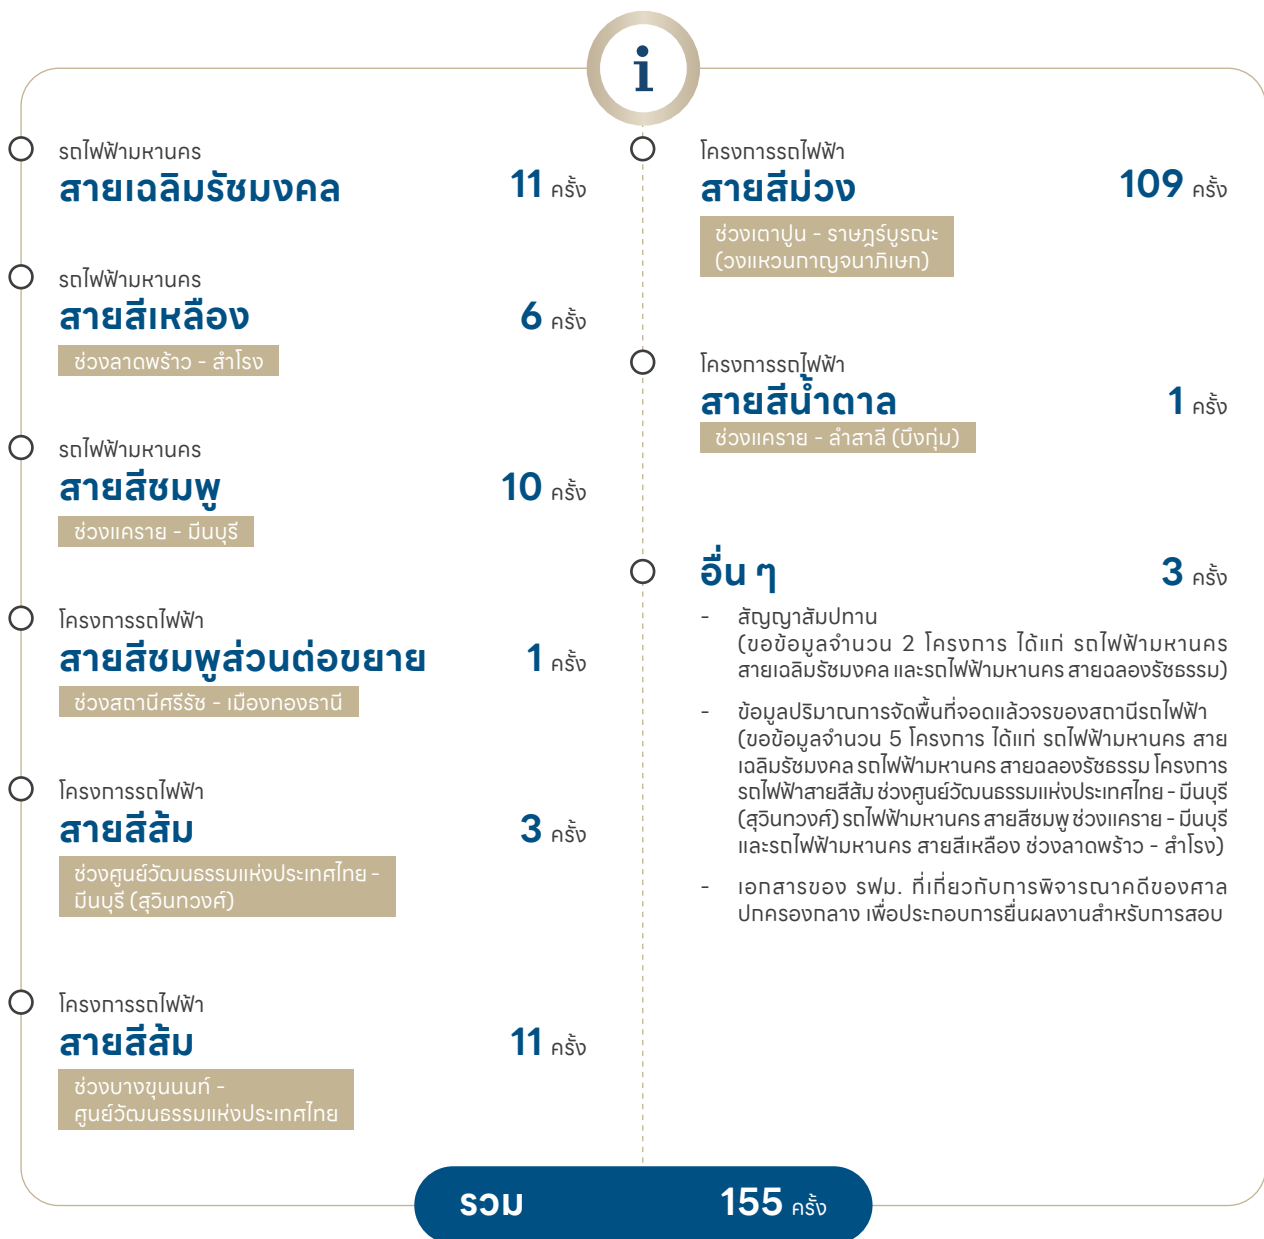 i
รถไฟฟ้ามหานคร
สายเฉลิมรัชมงคล 11 ครั้ง
รถไฟฟ้ามหานคร
สายสีเหลือง 6 ครั้ง
ช่วงลาดพร้าว - สำโรง
รถไฟฟ้ามหานคร
สายสีชมพู 10 ครั้ง
ช่วงแคราย - มีนบุรี
โครงการรถไฟฟ้า
สายสีชมพูส่วนต่อขยาย 1 ครั้ง
ช่วงสถานีศรีรัช - เมืองทองธานี
โครงการรถไฟฟ้า
สายสีส้ม 3 ครั้ง
ช่วงศูนย์วัฒนธรรมแห่งประเทศไทย -
มีนบุรี (สุวินทวงศ์)
โครงการรถไฟฟ้า
สายสีส้ม 11 ครั้ง
ช่วงบางขุนนนท์ -
ศูนย์วัฒนธรรมแห่งประเทศไทย
โครงการรถไฟฟ้า
สายสีม่วง 109 ครั้ง
ช่วงเตาปูน - ราษฎร์บูรณะ
(วงแหวนกาญจนาภิเษก)
โครงการรถไฟฟ้า
สายสีน้ำตาล 1 ครั้ง
ช่วงแคราย - ลำสาลี (บึงกุ่ม)
อื่น ๆ 3 ครั้ง
- สัญญาสัมปทาน
(ขอข้อมูลจำนวน 2 โครงการ ได้แก่ รถไฟฟ้ามหานคร
สายเฉลิมรัชมงคล และรถไฟฟ้ามหานคร สายฉลองรัชธรรม)
- ข้อมูลปริมาณการจัดพื้นที่จอดแล้วจรของสถานีรถไฟฟ้า
(ขอข้อมูลจำนวน 5 โครงการ ได้แก่ รถไฟฟ้ามหานคร สาย
เฉลิมรัชมงคล รถไฟฟ้ามหานคร สายฉลองรัชธรรม โครงการ
รถไฟฟ้าสายสีส้ม ช่วงศูนย์วัฒนธรรมแห่งประเทศไทย - มีนบุรี
(สุวินทวงศ์) รถไฟฟ้ามหานคร สายสีชมพู ช่วงแคราย - มีนบุรี
และรถไฟฟ้ามหานคร สายสีเหลือง ช่วงลาดพร้าว - สำโรง)
- เอกสารของ รฟม. ที่เกี่ยวกับการพิจารณาคดีของศาล
ปกครองกลาง เพื่อประกอบการยื่นผลงานสำหรับการสอบ
รวม 155 ครั้ง